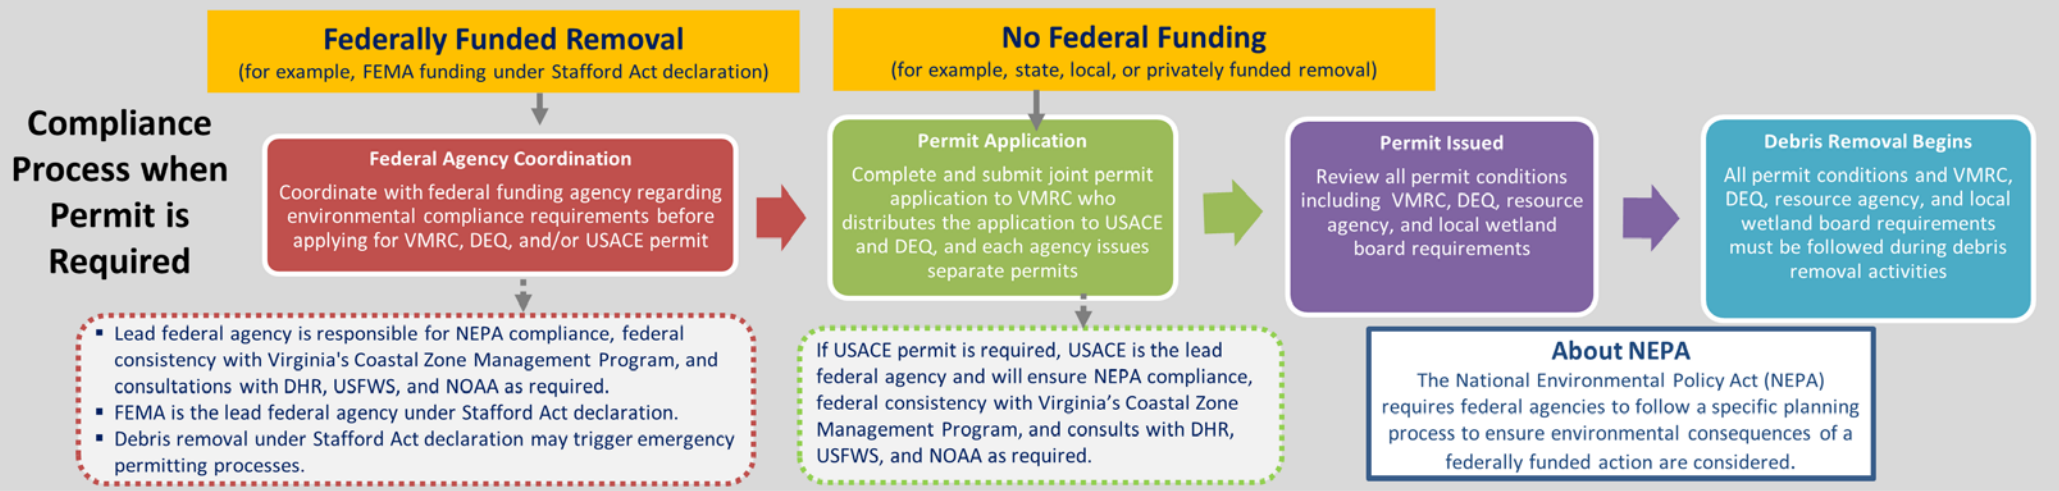 Compliance
Process when
Permit is
Required
Federally Funded Removal
(for example, FEMA funding under Stafford Act declaration)
No Federal Funding
(for example, state, local, or privately funded removal)
Federal Agency Coordination
Coordinate with federal funding agency regarding
environmental compliance requirements before
applying for VMRC, DEQ, and/or USACE permit
Permit Application
Complete and submit joint permit
application to VMRC who
distributes the application to USACE
and DEQ, and each agency issues
separate permits
Permit Issued
Review all permit conditions
including VMRC, DEQ, resource
agency, and local wetland
board requirements
Debris Removal Begins
All permit conditions and VMRC,
DEQ, resource agency, and local
wetland board requirements
must be followed during debris
removal activities
▪ Lead federal agency is responsible for NEPA compliance, federal
consistency with Virginia's Coastal Zone Management Program, and
consultations with DHR, USFWS, and NOAA as required.
▪ FEMA is the lead federal agency under Stafford Act declaration.
▪ Debris removal under Stafford Act declaration may trigger emergency
permitting processes.
If USACE permit is required, USACE is the lead
federal agency and will ensure NEPA compliance,
federal consistency with Virginia’s Coastal Zone
Management Program, and consults with DHR,
USFWS, and NOAA as required.
About NEPA
The National Environmental Policy Act (NEPA)
requires federal agencies to follow a specific planning
process to ensure environmental consequences of a
federally funded action are considered.